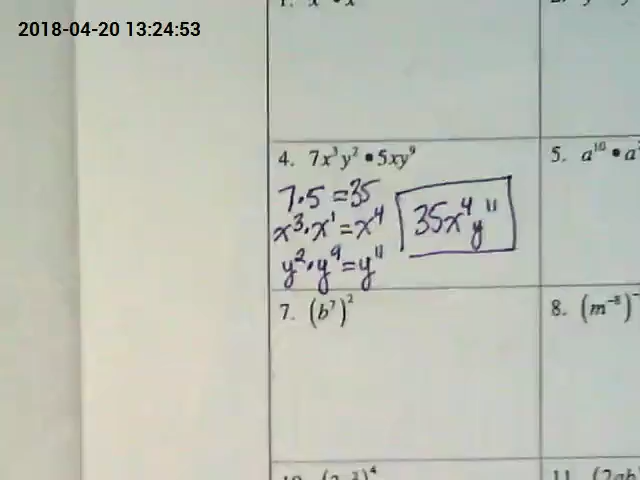 2018-04-20 13:24:53
4. 7x³y² • 5xy⁹
5. a¹⁰ • a
7 • 5 = 35
x³ • x¹ = x⁴
35x⁴y¹¹
y² • y⁹ = y¹¹
7. (b⁷)²
8. (m⁻⁸)⁻